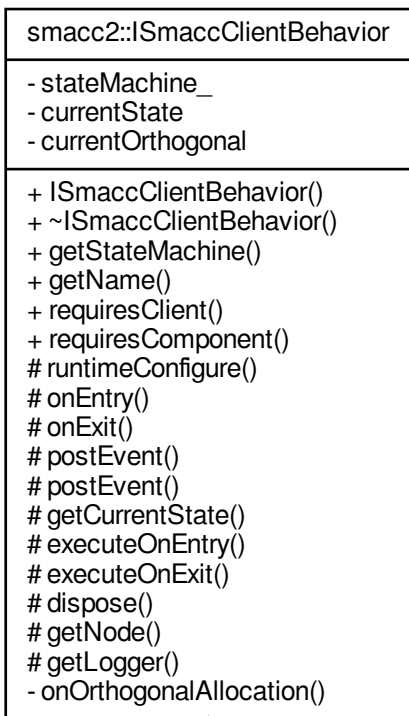 smacc2::ISmaccClientBehavior
- stateMachine_
- currentState
- currentOrthogonal
+ ISmaccClientBehavior()
+ ~ISmaccClientBehavior()
+ getStateMachine()
+ getName()
+ requiresClient()
+ requiresComponent()
# runtimeConfigure()
# onEntry()
# onExit()
# postEvent()
# postEvent()
# getCurrentState()
# executeOnEntry()
# executeOnExit()
# dispose()
# getNode()
# getLogger()
- onOrthogonalAllocation()